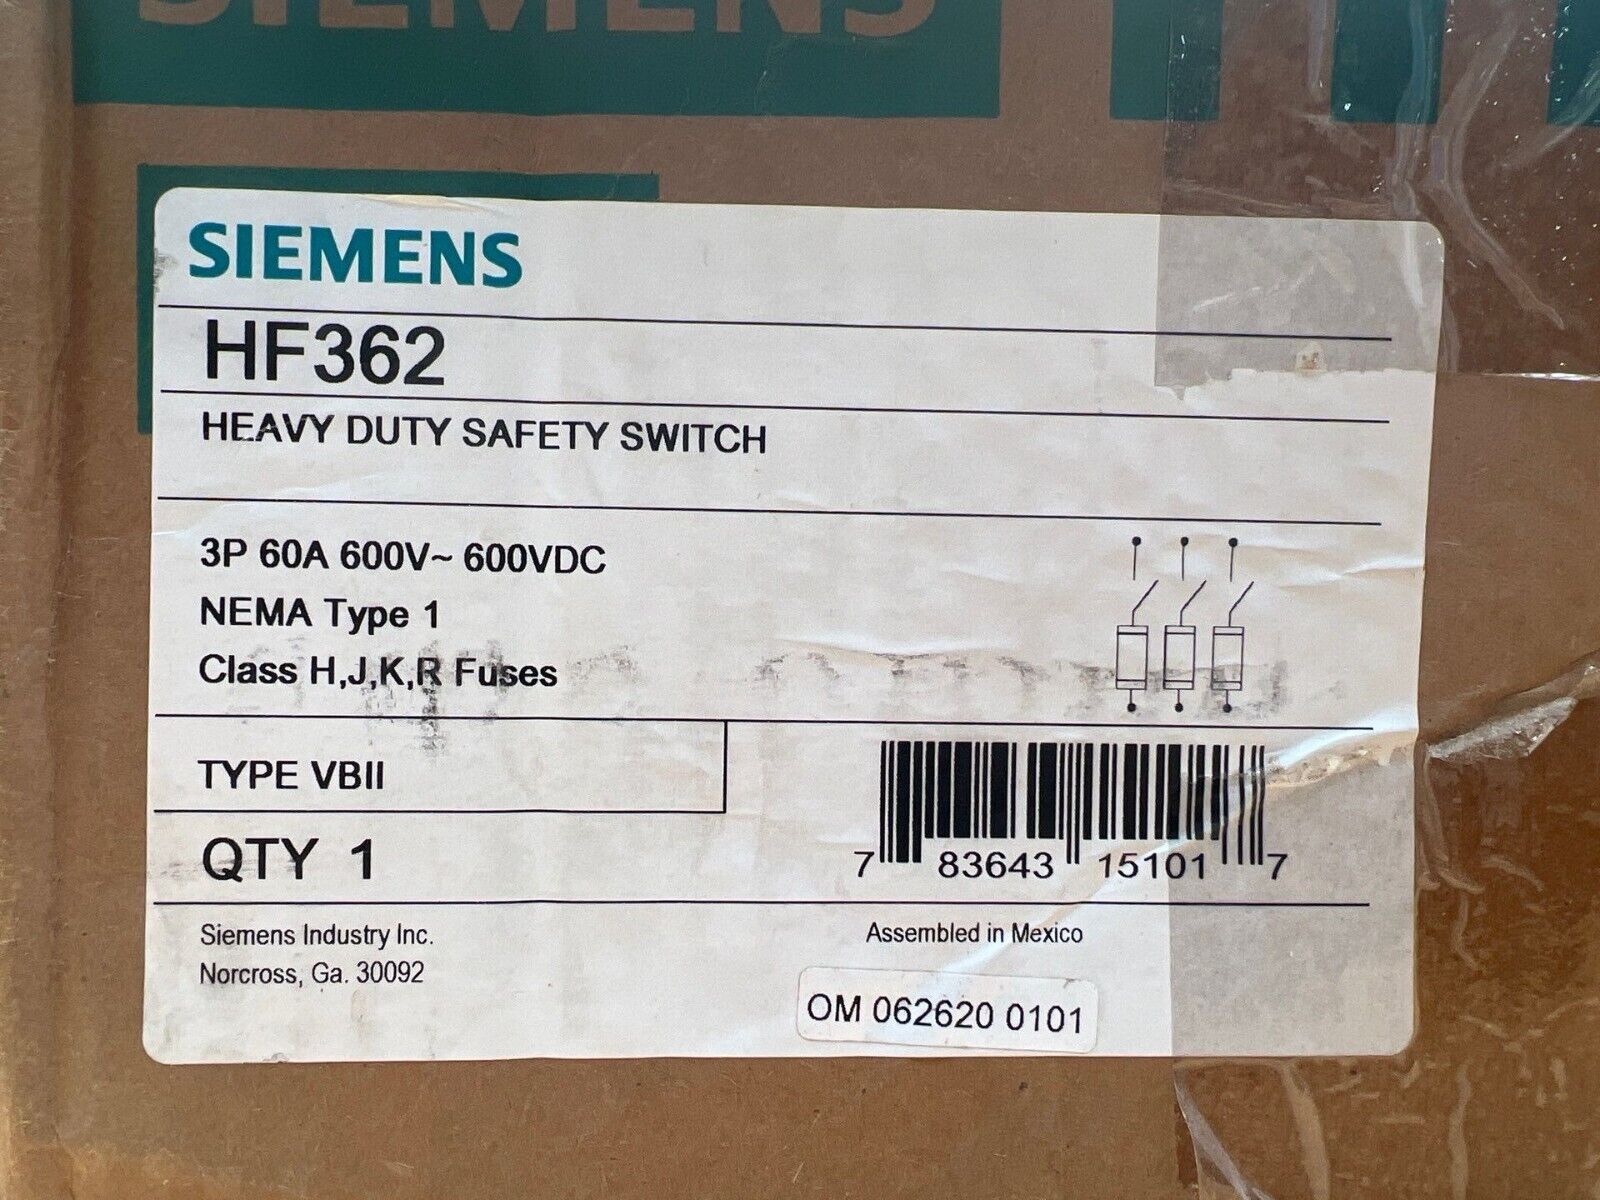 SIEMENS
SIEMENS
HF362
HEAVY DUTY SAFETY SWITCH
3P 60A 600V~ 600VDC
NEMA Type 1
Class H,J,K,R Fuses
TYPE VBII
QTY 1
7 83643 15101 7
Siemens Industry Inc.
Norcross, Ga. 30092
Assembled in Mexico
OM 062620 0101